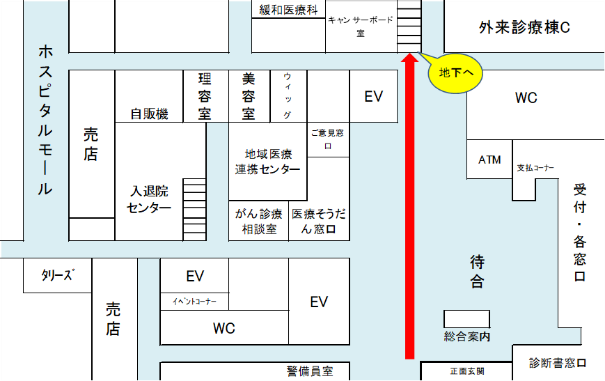 緩和医療科
キャンサーボード
室
外来診療棟C
地下へ
ホスピタルモール
売店
自販機
理容室
美容室
ウィッグ
EV
WC
ご意見窓
口
地域医療
連携センター
入退院
センター
がん診療
相談室
医療そうだ
ん窓口
ATM
支払コーナー
受付・各窓口
待合
タリーズ
売店
EV
イベントコーナー
WC
EV
総合案内
警備員室
正面玄関
診断書窓口